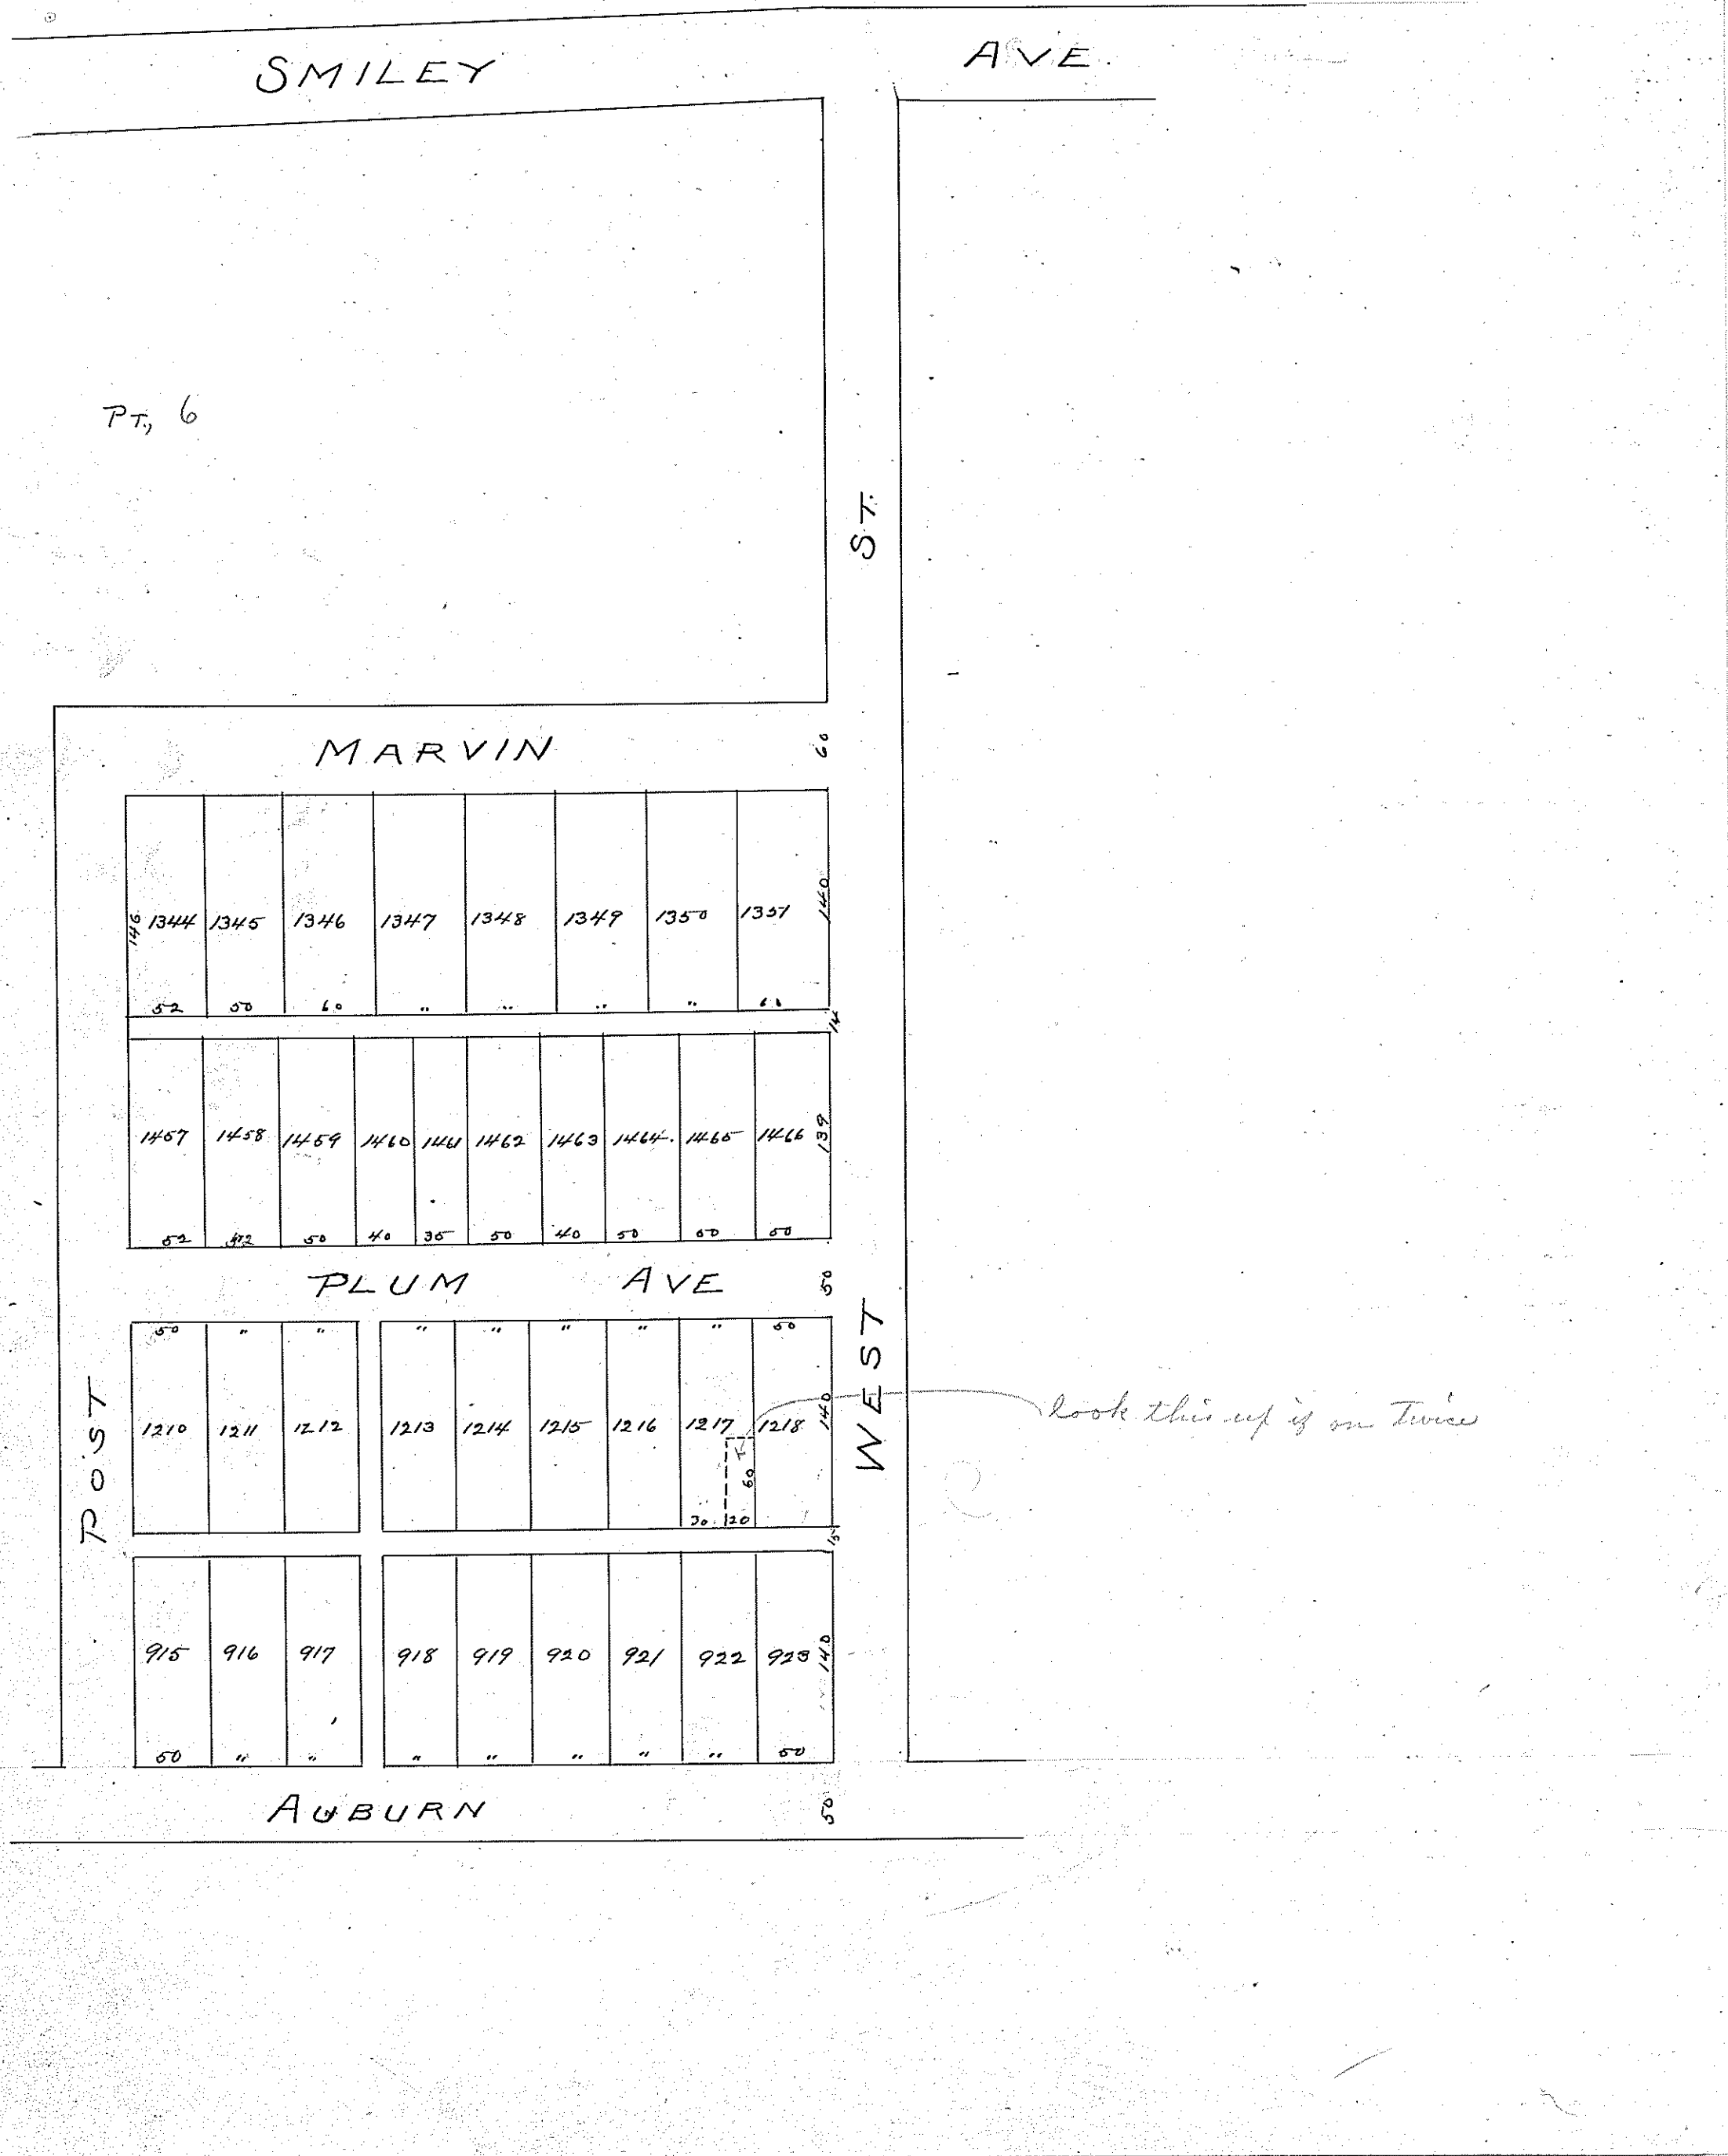 SMILEY AVE.
PT., 6
ST.
MARVIN 60
146 1344 1345 1346 1347 1348 1349 1350 1351 140
52 50 60 " " " " 60
14
1457 1458 1459 1460 1461 1462 1463 1464 1465 1466 139
52 50 40 35 50 40 50 50 50
PLUM AVE 50
WEST
50 " " " " " " " 50
POST
1210 1211 1212 1213 1214 1215 1216 1217 1218 140
look this up if on Twice
60
30 20
15
915 916 917 918 919 920 921 922 923 140
50 " " " " " " " 50
AUBURN 50